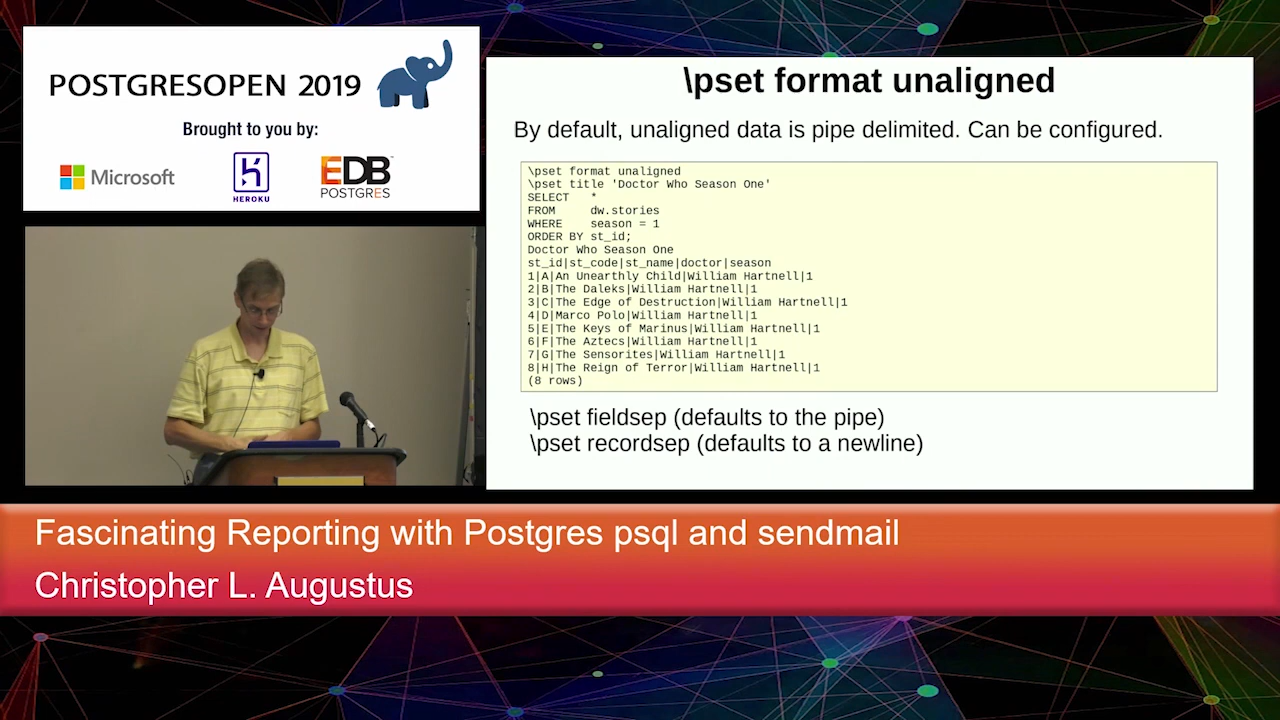 POSTGRESOPEN 2019
Brought to you by:
Microsoft
HEROKU
EDB
POSTGRES
\pset format unaligned
By default, unaligned data is pipe delimited. Can be configured.
\pset format unaligned
\pset title 'Doctor Who Season One'
SELECT   *
FROM     dw.stories
WHERE    season = 1
ORDER BY st_id;
Doctor Who Season One
st_id|st_code|st_name|doctor|season
1|A|An Unearthly Child|William Hartnell|1
2|B|The Daleks|William Hartnell|1
3|C|The Edge of Destruction|William Hartnell|1
4|D|Marco Polo|William Hartnell|1
5|E|The Keys of Marinus|William Hartnell|1
6|F|The Aztecs|William Hartnell|1
7|G|The Sensorites|William Hartnell|1
8|H|The Reign of Terror|William Hartnell|1
(8 rows)
\pset fieldsep (defaults to the pipe)
\pset recordsep (defaults to a newline)
Fascinating Reporting with Postgres psql and sendmail
Christopher L. Augustus